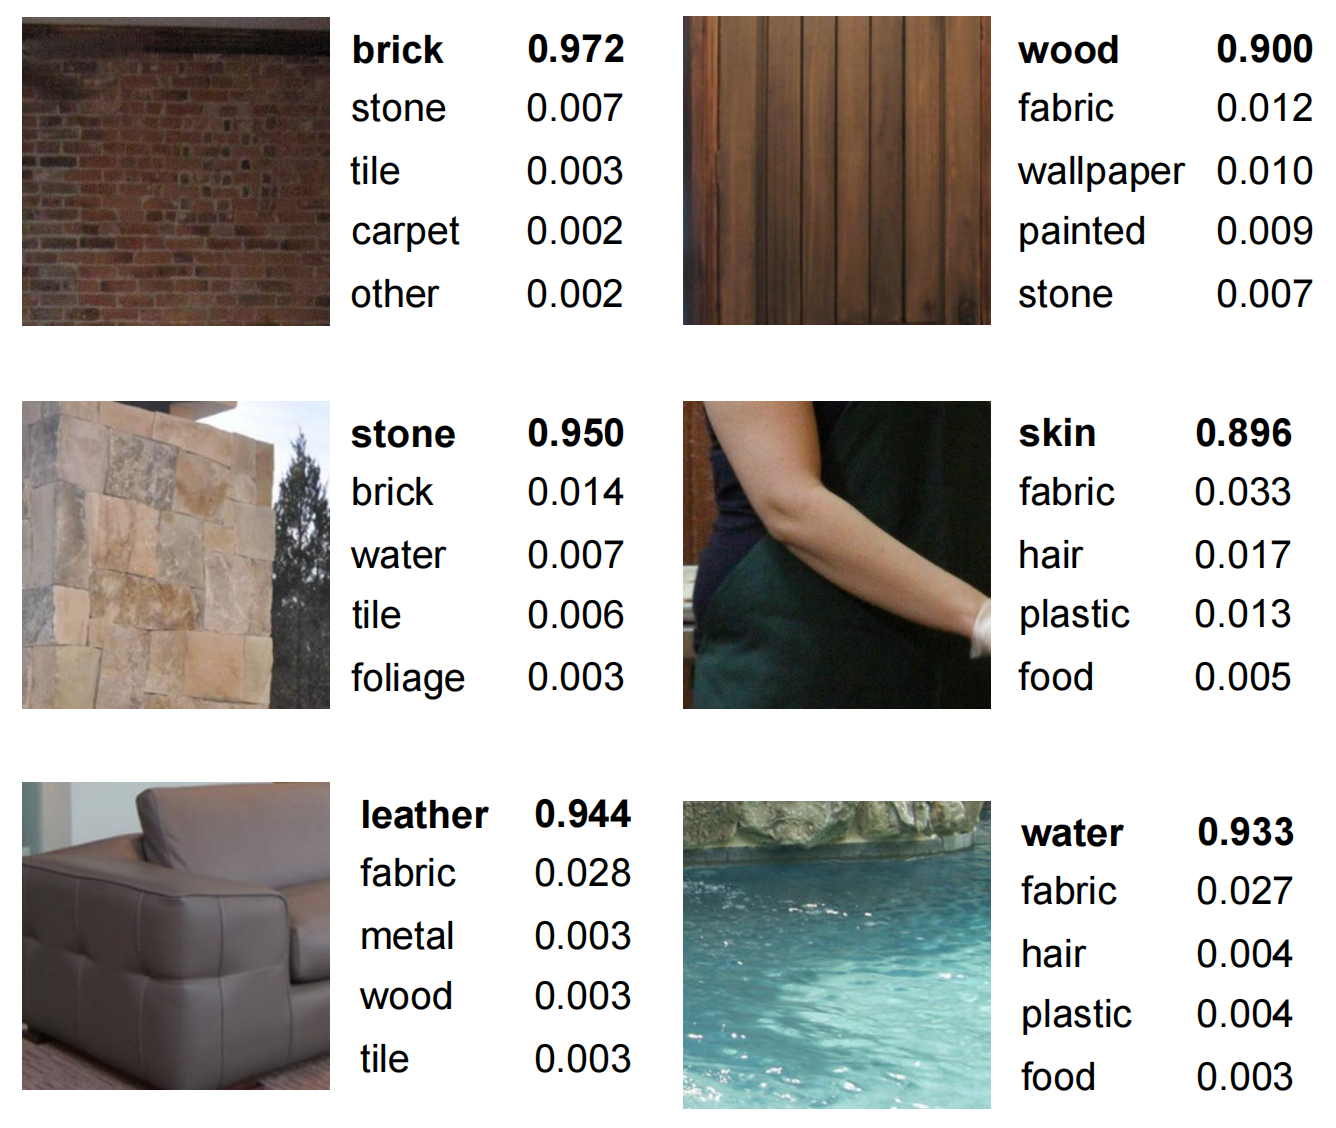 brick 0.972
stone 0.007
tile 0.003
carpet 0.002
other 0.002
wood 0.900
fabric 0.012
wallpaper 0.010
painted 0.009
stone 0.007
stone 0.950
brick 0.014
water 0.007
tile 0.006
foliage 0.003
skin 0.896
fabric 0.033
hair 0.017
plastic 0.013
food 0.005
leather 0.944
fabric 0.028
metal 0.003
wood 0.003
tile 0.003
water 0.933
fabric 0.027
hair 0.004
plastic 0.004
food 0.003